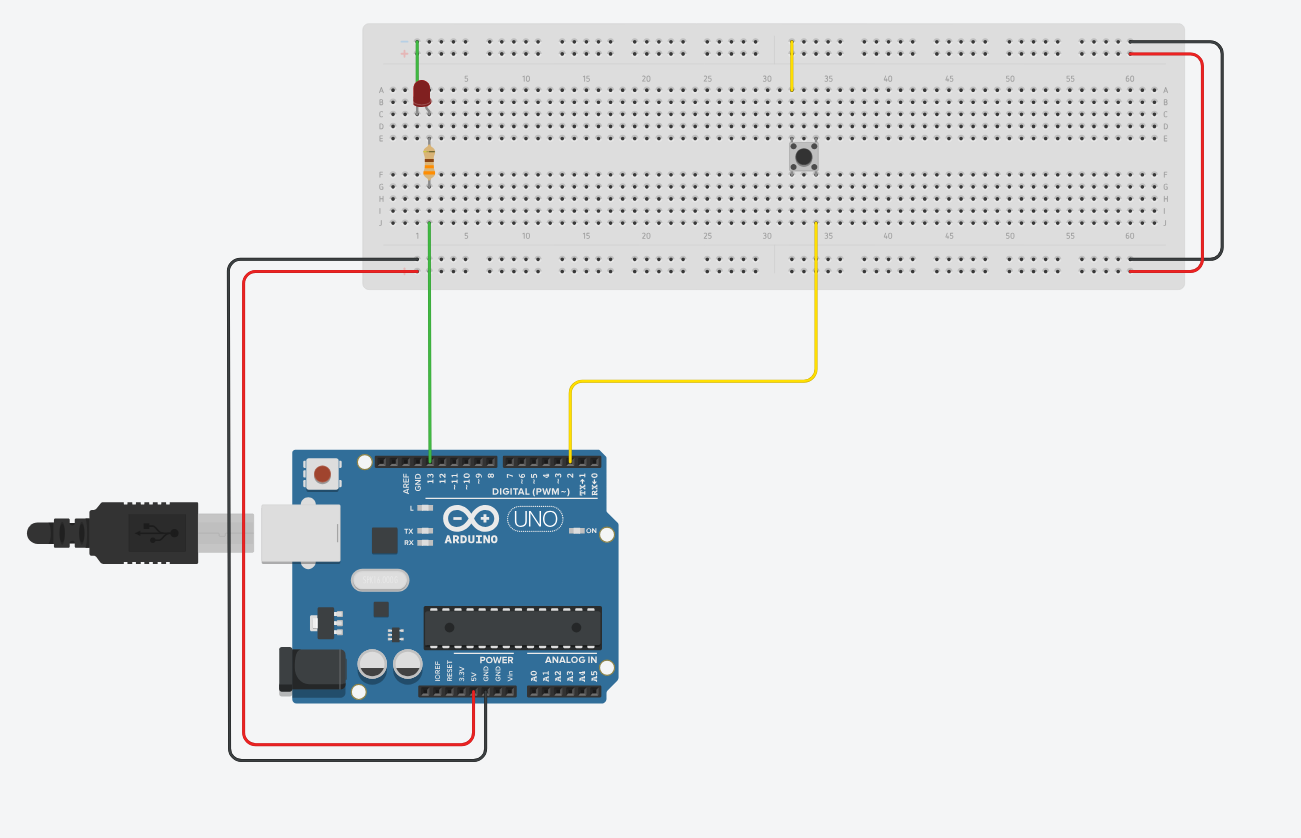 - 
+
5 10 15 20 25 30 35 40 45 50 55 60
A A
B B
C C
D D
E E
F F
G G
H H
I I
J J
1 5 10 15 20 25 30 35 40 45 50 55 60
AREF GND 13 12 ~11 ~10 ~9 8 7 ~6 ~5 4 ~3 2 TX→1 RX←0
DIGITAL (PWM~)
L
TX
RX
UNO
ON
ARDUINO
POWER ANALOG IN
IOREF RESET 3.3V 5V GND GND Vin A0 A1 A2 A3 A4 A5